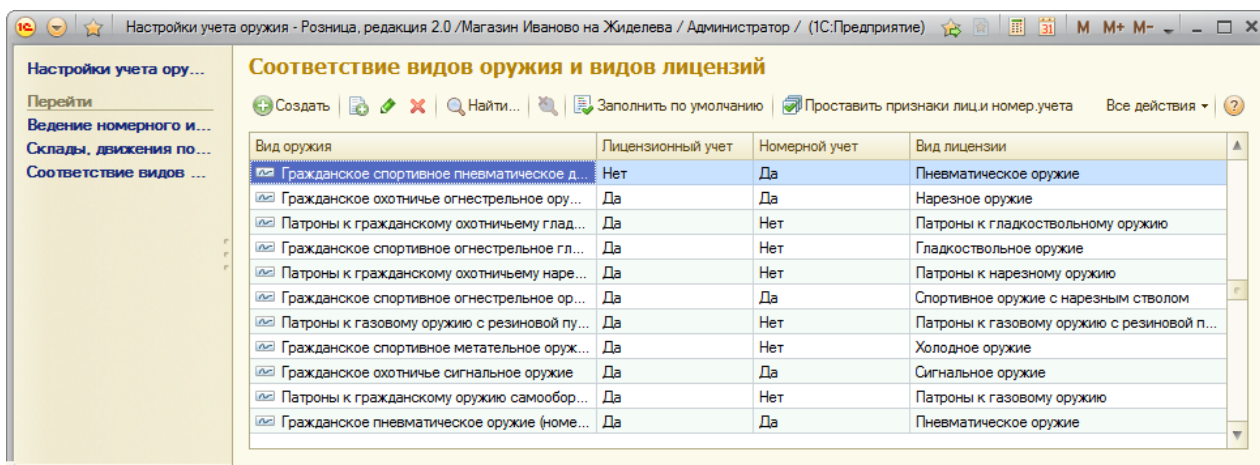 1С Настройки учета оружия - Розница, редакция 2.0 /Магазин Иваново на Жиделева / Администратор / (1С:Предприятие) 31 M M+ M-
Настройки учета ору...
Перейти
Ведение номерного и...
Склады, движения по...
Соответствие видов ...
Соответствие видов оружия и видов лицензий
Создать Найти... Заполнить по умолчанию Проставить признаки лиц.и номер.учета Все действия ?
Вид оружия Лицензионный учет Номерной учет Вид лицензии
Гражданское спортивное пневматическое д... Нет Да Пневматическое оружие
Гражданское охотничье огнестрельное ору... Да Да Нарезное оружие
Патроны к гражданскому охотничьему глад... Да Нет Патроны к гладкоствольному оружию
Гражданское спортивное огнестрельное гл... Да Нет Гладкоствольное оружие
Патроны к гражданскому охотничьему наре... Да Нет Патроны к нарезному оружию
Гражданское спортивное огнестрельное ор... Да Да Спортивное оружие с нарезным стволом
Патроны к газовому оружию с резиновой пу... Да Нет Патроны к газовому оружию с резиновой п...
Гражданское спортивное метательное оруж... Да Нет Холодное оружие
Гражданское охотничье сигнальное оружие Да Да Сигнальное оружие
Патроны к гражданскому оружию самообор... Да Нет Патроны к газовому оружию
Гражданское пневматическое оружие (номе... Да Да Пневматическое оружие